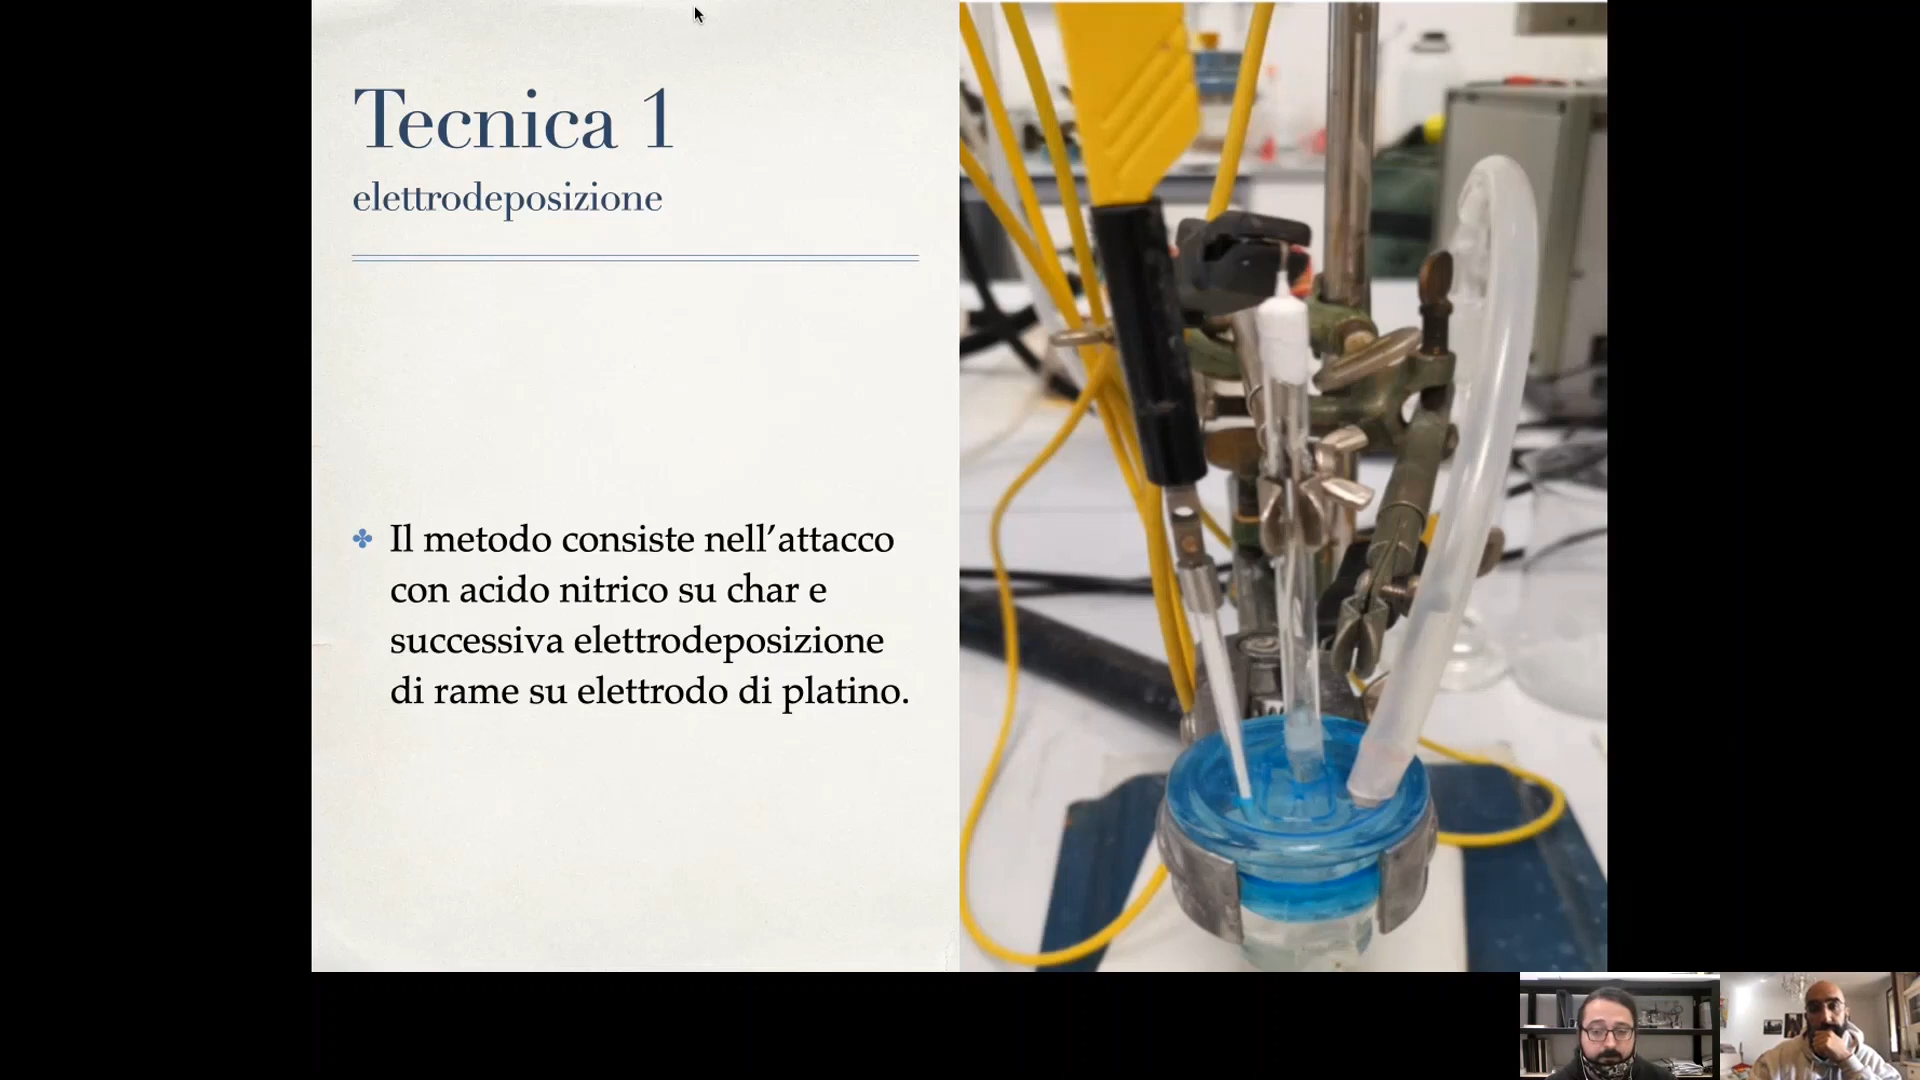 Tecnica 1
elettrodeposizione
Il metodo consiste nell’attacco
con acido nitrico su char e
successiva elettrodeposizione
di rame su elettrodo di platino.